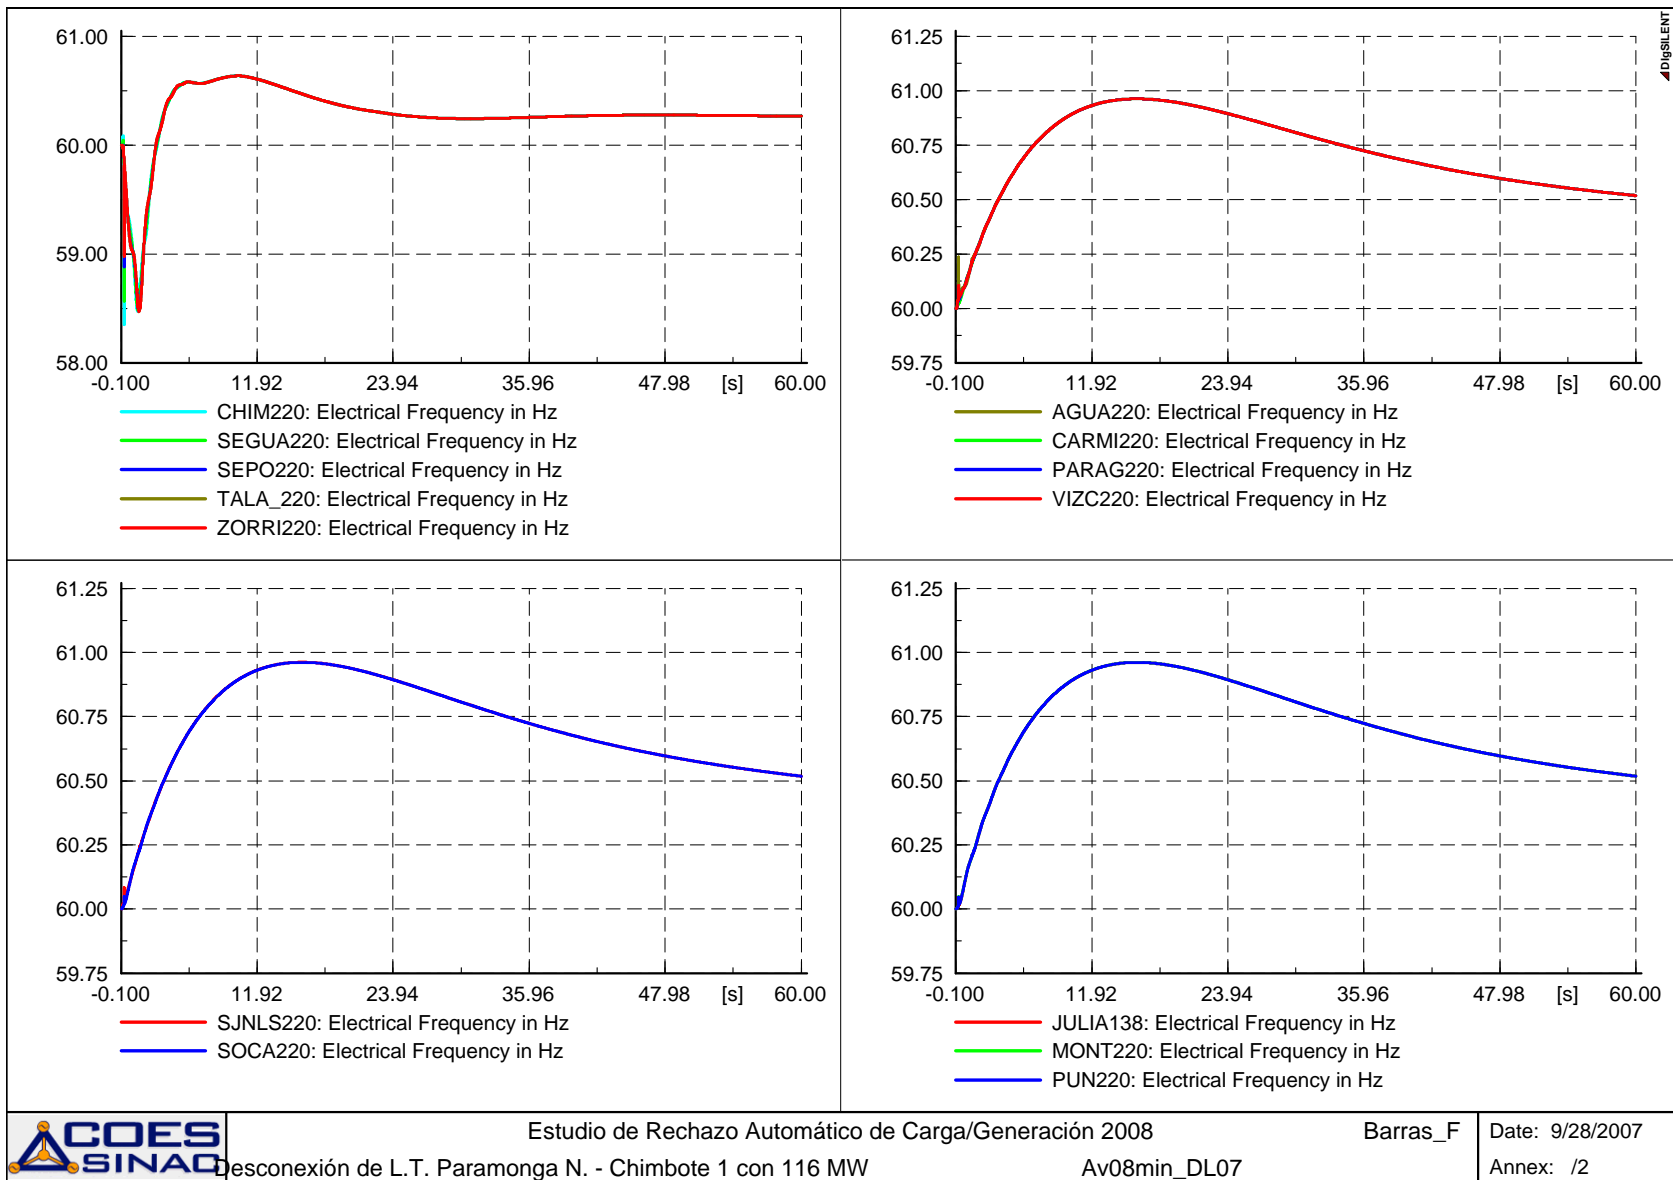 61.00
60.00
59.00
58.00
-0.100 11.92 23.94 35.96 47.98 [s] 60.00
CHIM220: Electrical Frequency in Hz
SEGUA220: Electrical Frequency in Hz
SEPO220: Electrical Frequency in Hz
TALA_220: Electrical Frequency in Hz
ZORRI220: Electrical Frequency in Hz
61.25
61.00
60.75
60.50
60.25
60.00
59.75
-0.100 11.92 23.94 35.96 47.98 [s] 60.00
AGUA220: Electrical Frequency in Hz
CARMI220: Electrical Frequency in Hz
PARAG220: Electrical Frequency in Hz
VIZC220: Electrical Frequency in Hz
DIgSILENT
61.25
61.00
60.75
60.50
60.25
60.00
59.75
-0.100 11.92 23.94 35.96 47.98 [s] 60.00
SJNLS220: Electrical Frequency in Hz
SOCA220: Electrical Frequency in Hz
61.25
61.00
60.75
60.50
60.25
60.00
59.75
-0.100 11.92 23.94 35.96 47.98 [s] 60.00
JULIA138: Electrical Frequency in Hz
MONT220: Electrical Frequency in Hz
PUN220: Electrical Frequency in Hz
COES
SINAC
Estudio de Rechazo Automático de Carga/Generación 2008 Barras_F
Desconexión de L.T. Paramonga N. - Chimbote 1 con 116 MW Av08min_DL07
Date: 9/28/2007
Annex: /2